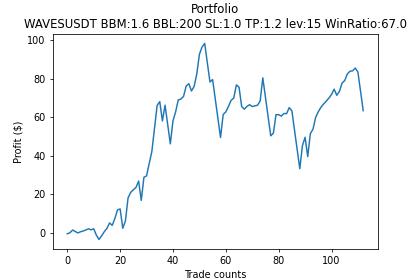 Portfolio
WAVESUSDT BBM:1.6 BBL:200 SL:1.0 TP:1.2 lev:15 WinRatio:67.0
100
80
60
40
20
0
Profit ($)
0 20 40 60 80 100
Trade counts